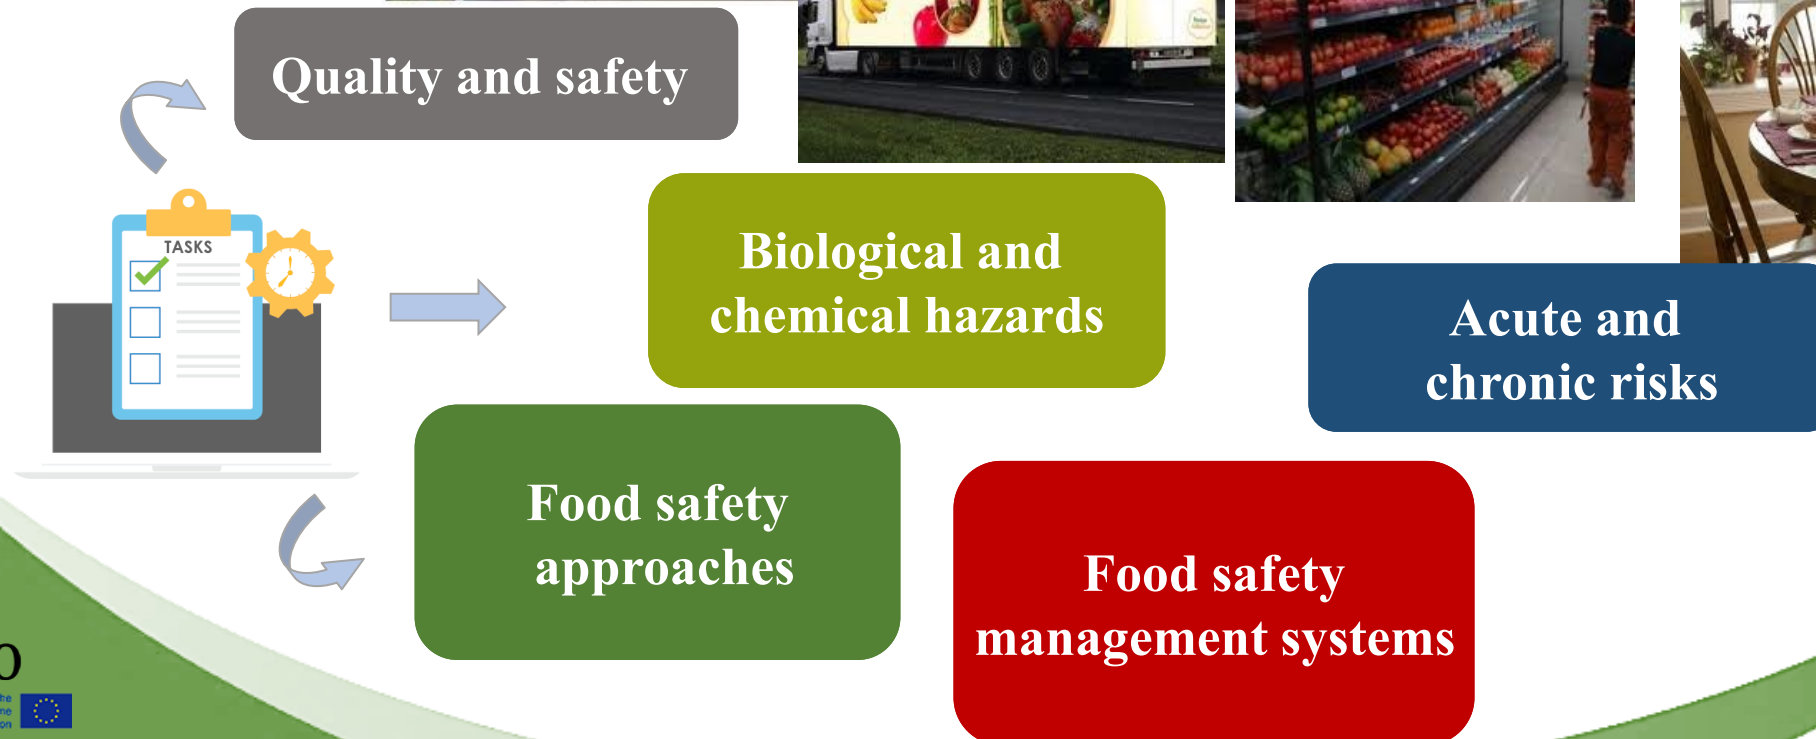 Quality and safety
TASKS
Biological and
chemical hazards
Acute and
chronic risks
Food safety
approaches
Food safety
management systems